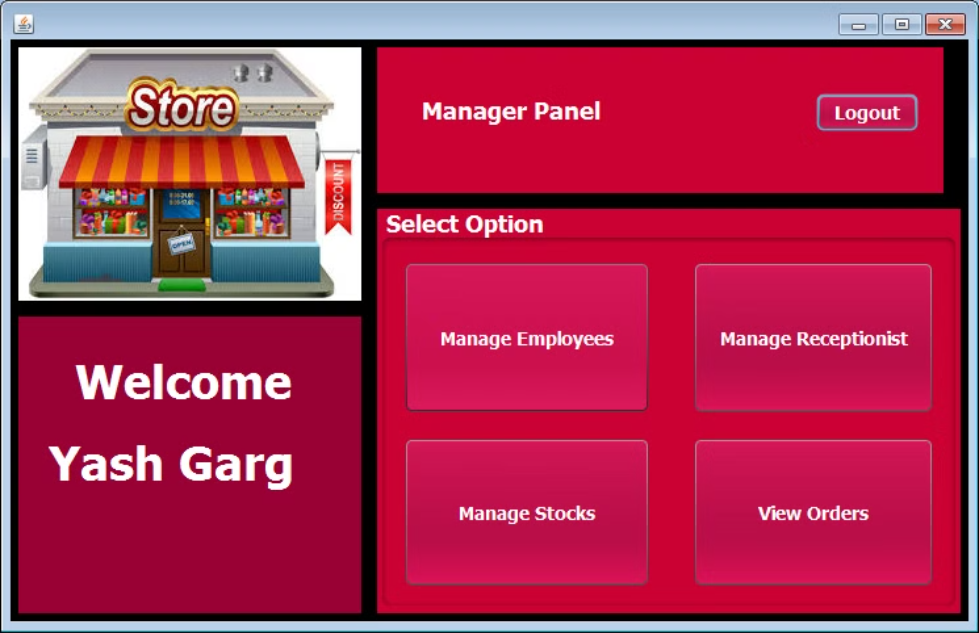 Store
DISCOUNT
OPEN
Manager Panel
Logout
Welcome
Yash Garg
Select Option
Manage Employees
Manage Receptionist
Manage Stocks
View Orders